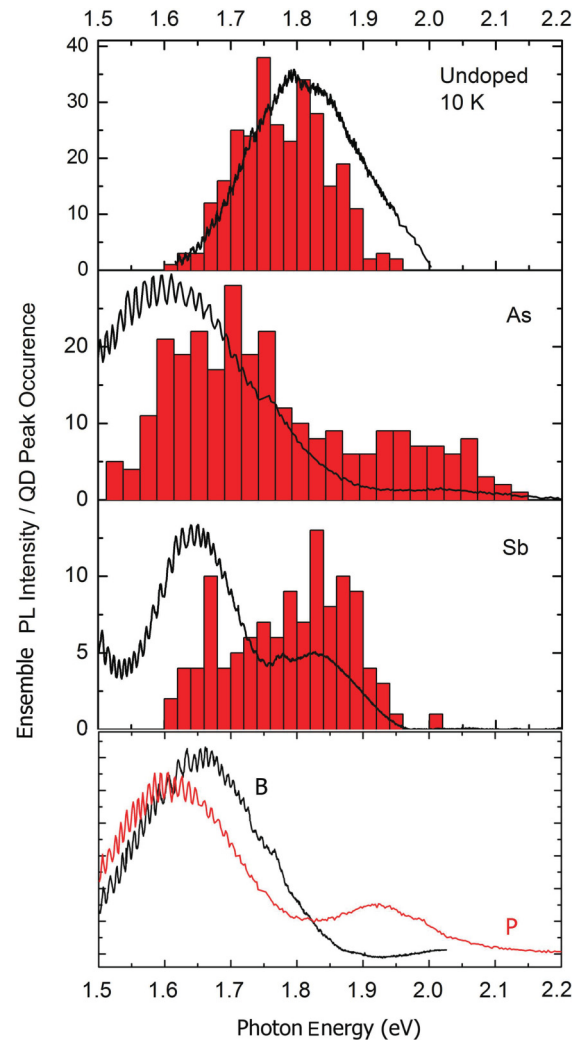 1.5 1.6 1.7 1.8 1.9 2.0 2.1 2.2
40
30
20
10
0
Undoped
10 K
20
10
0
As
10
5
0
Sb
B
P
1.5 1.6 1.7 1.8 1.9 2.0 2.1 2.2
Photon Energy (eV)
Ensemble PL Intensity / QD Peak Occurence